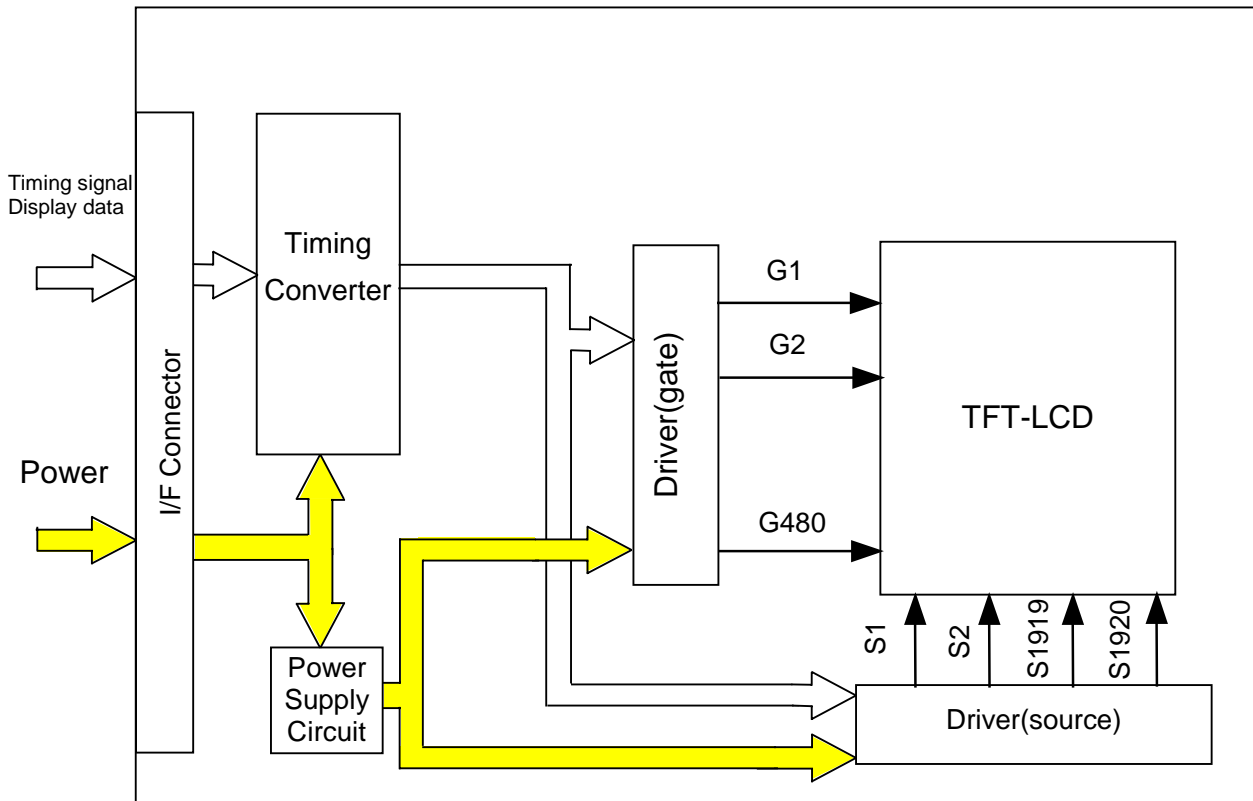 Timing signal
Display data
Power
I/F Connector
Timing
Converter
Power
Supply
Circuit
Driver(gate)
G1
G2
G480
TFT-LCD
S1
S2
S1919
S1920
Driver(source)